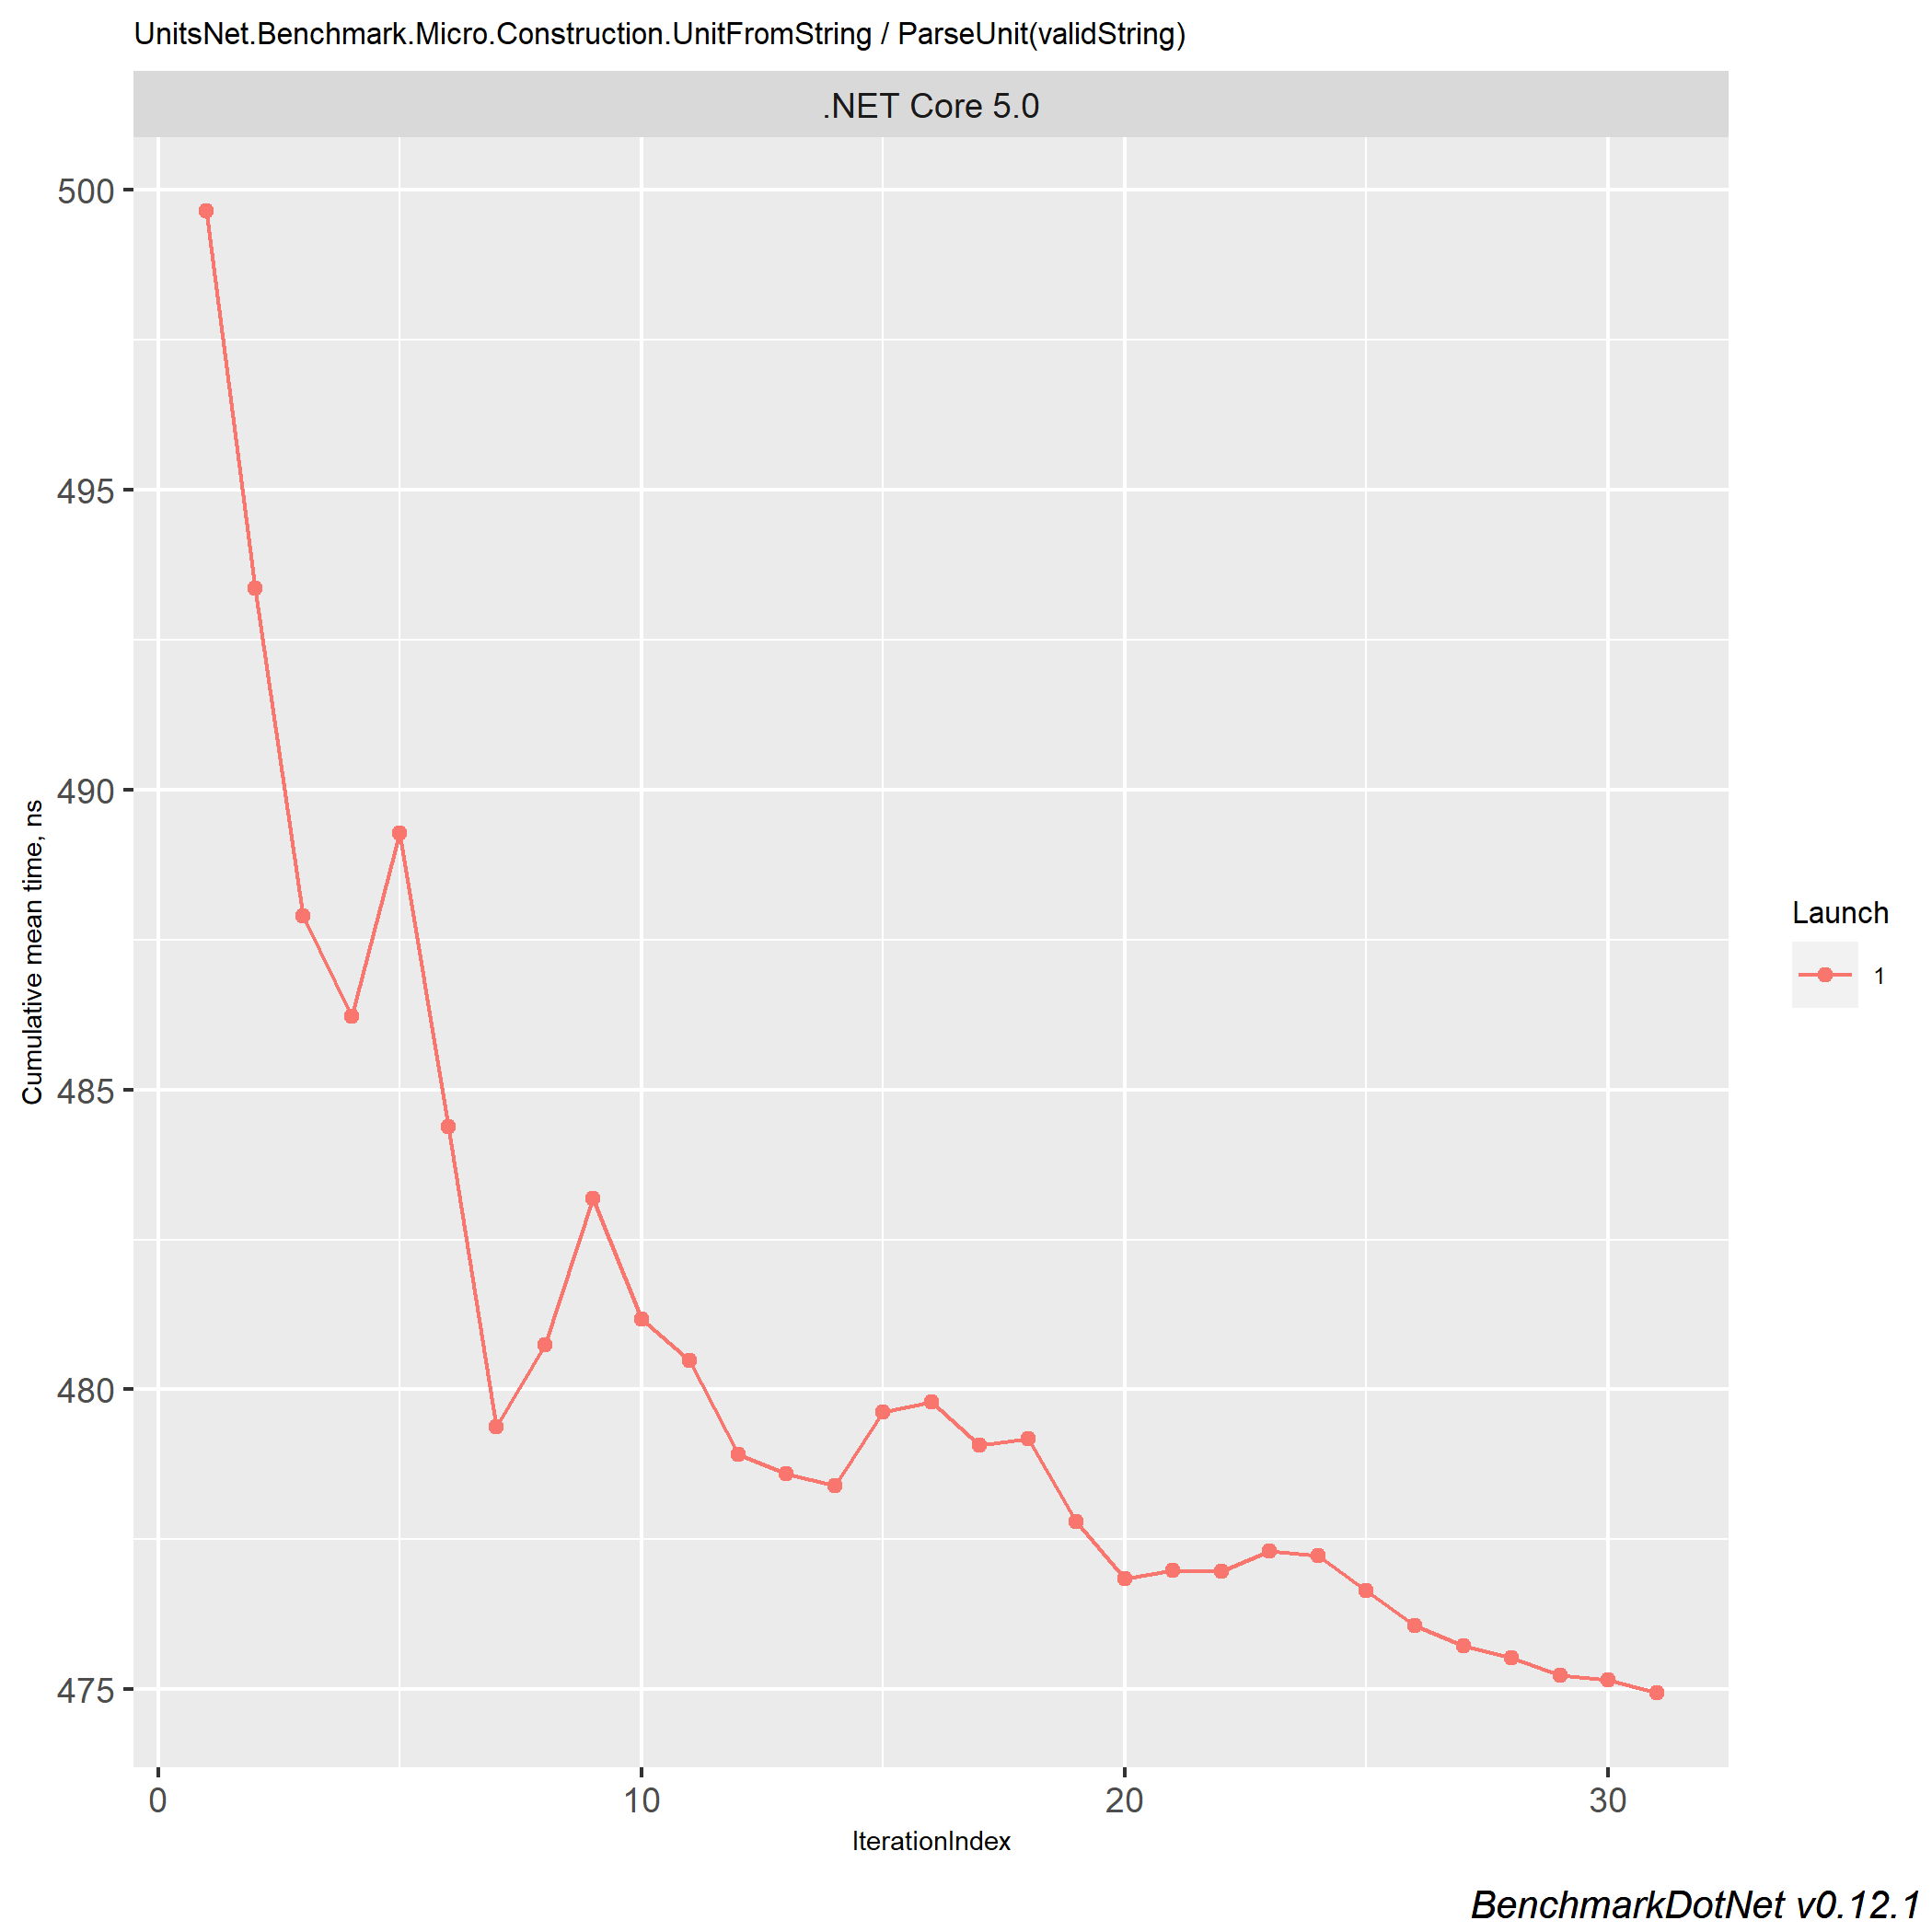 UnitsNet.Benchmark.Micro.Construction.UnitFromString / ParseUnit(validString)
.NET Core 5.0
500
495
490
485
480
475
Cumulative mean time, ns
0 10 20 30
IterationIndex
Launch
1
BenchmarkDotNet v0.12.1